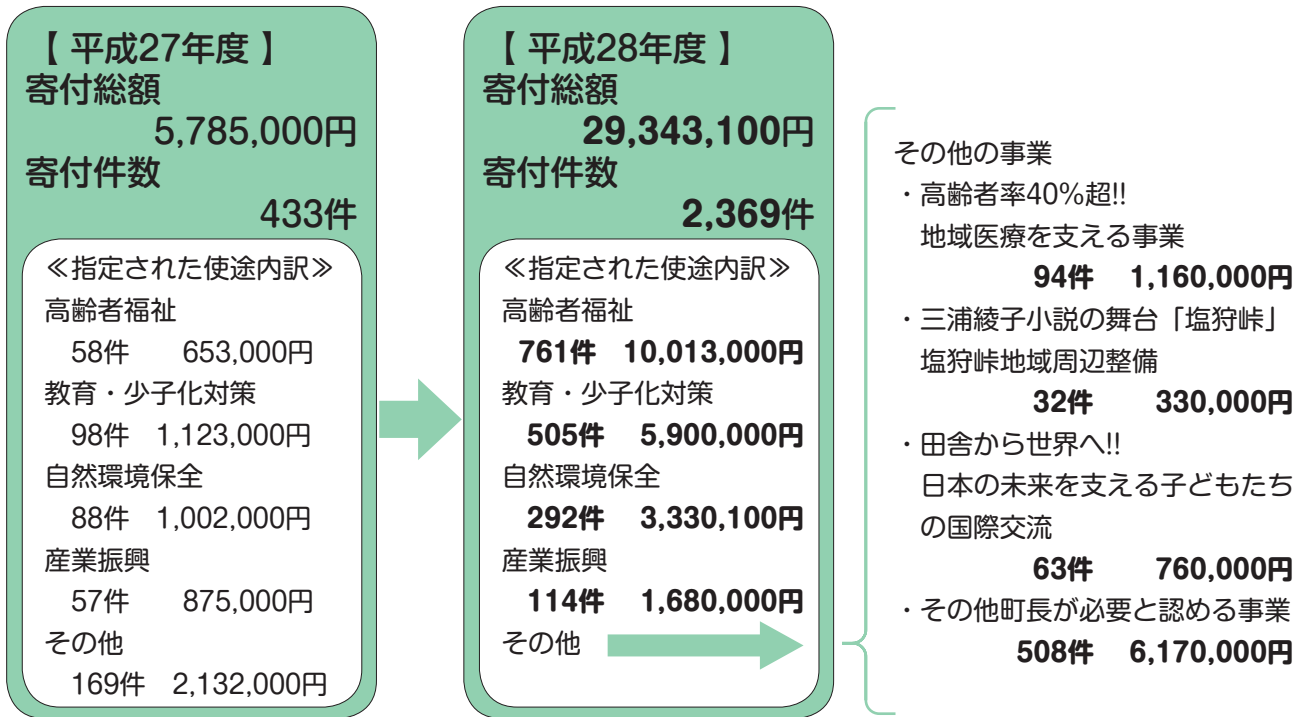 【 平成27年度 】
寄付総額
5,785,000円
寄付件数
433件
≪指定された使途内訳≫
高齢者福祉
58件 653,000円
教育・少子化対策
98件 1,123,000円
自然環境保全
88件 1,002,000円
産業振興
57件 875,000円
その他
169件 2,132,000円
【 平成28年度 】
寄付総額
29,343,100円
寄付件数
2,369件
≪指定された使途内訳≫
高齢者福祉
761件 10,013,000円
教育・少子化対策
505件 5,900,000円
自然環境保全
292件 3,330,100円
産業振興
114件 1,680,000円
その他
その他の事業
・高齢者率40%超!!
地域医療を支える事業
94件 1,160,000円
・三浦綾子小説の舞台「塩狩峠」
塩狩峠地域周辺整備
32件 330,000円
・田舎から世界へ!!
日本の未来を支える子どもたち
の国際交流
63件 760,000円
・その他町長が必要と認める事業
508件 6,170,000円